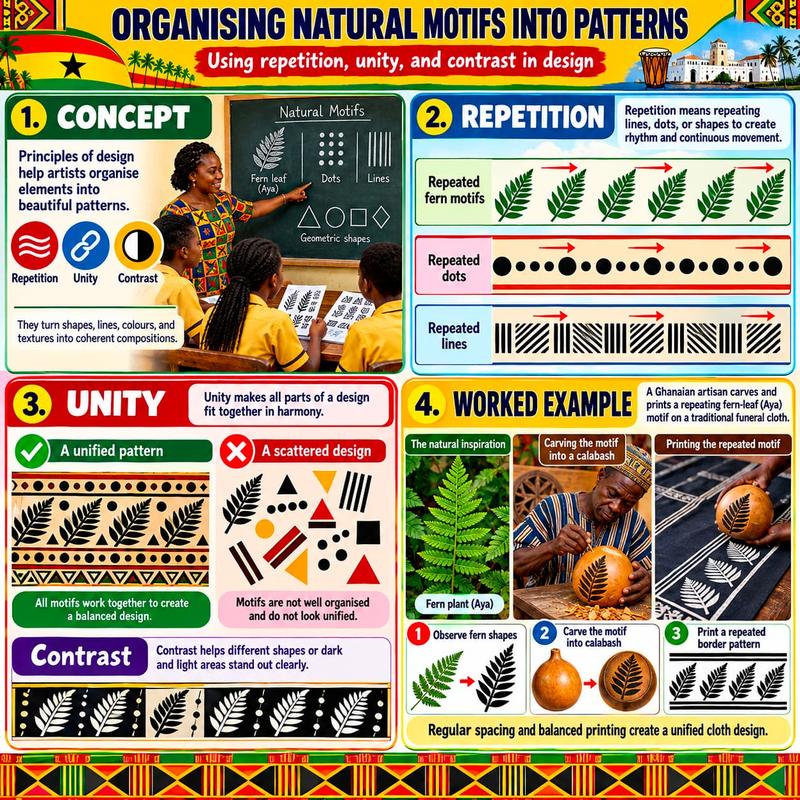 ORGANISING NATURAL MOTIFS INTO PATTERNS
Using repetition, unity, and contrast in design
1. CONCEPT
Principles of design
help artists organise
elements into
beautiful patterns.
Repetition
Unity
Contrast
They turn shapes, lines, colours, and
textures into coherent compositions.
Natural Motifs
Fern leaf
(Aya)
Dots
Lines
Geometric shapes
2. REPETITION
Repetition means repeating
lines, dots, or shapes to create
rhythm and continuous movement.
Repeated
fern motifs
Repeated
dots
Repeated
lines
3. UNITY
Unity makes all parts of a design
fit together in harmony.
A unified pattern
A scattered design
All motifs work together to create
a balanced design.
Motifs are not well organised
and do not look unified.
Contrast
Contrast helps different shapes or dark
and light areas stand out clearly.
4. WORKED EXAMPLE
A Ghanaian artisan carves and
prints a repeating fern-leaf (Aya)
motif on a traditional funeral cloth.
The natural inspiration
Carving the motif
into a calabash
Printing the repeated motif
Fern plant (Aya)
1 Observe fern shapes
2 Carve the motif
into calabash
3 Print a repeated
border pattern
Regular spacing and balanced printing create a unified cloth design.